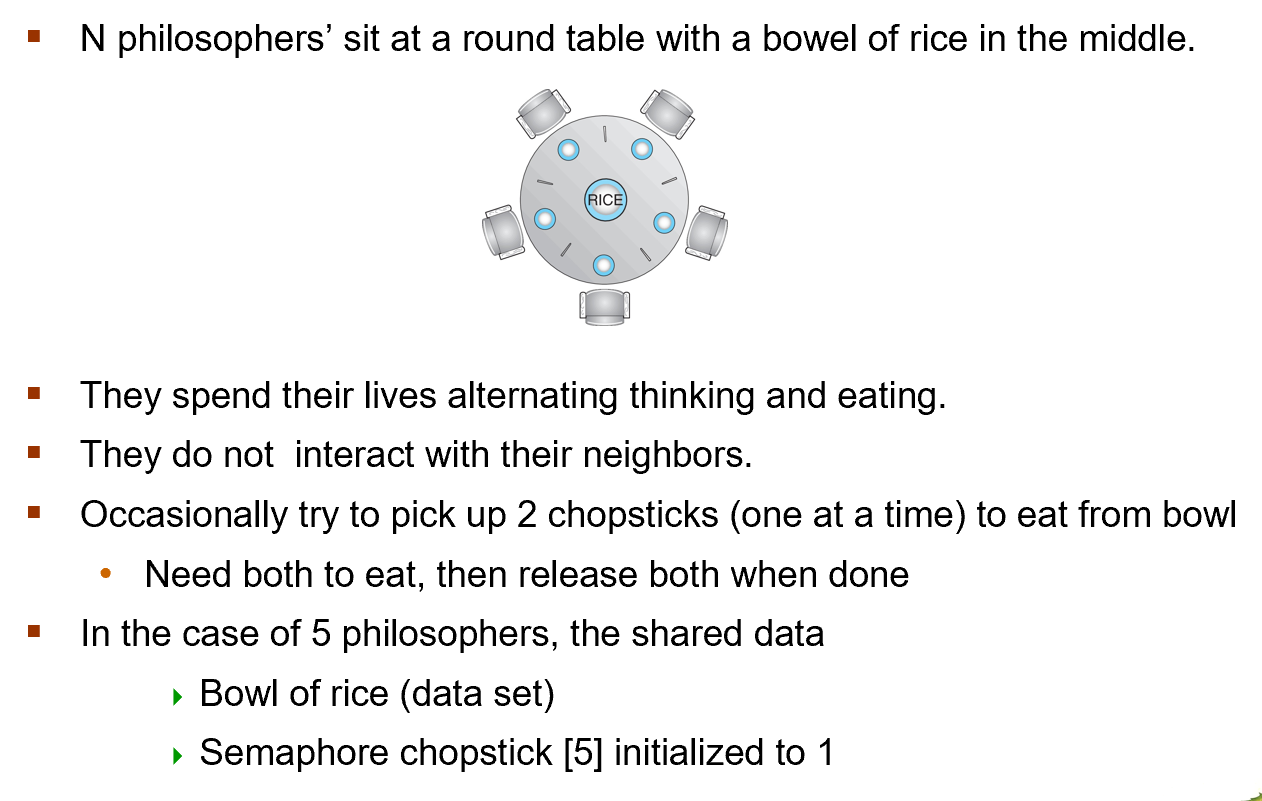 N philosophers’ sit at a round table with a bowel of rice in the middle.
RICE
They spend their lives alternating thinking and eating.
They do not  interact with their neighbors.
Occasionally try to pick up 2 chopsticks (one at a time) to eat from bowl
Need both to eat, then release both when done
In the case of 5 philosophers, the shared data
Bowl of rice (data set)
Semaphore chopstick [5] initialized to 1